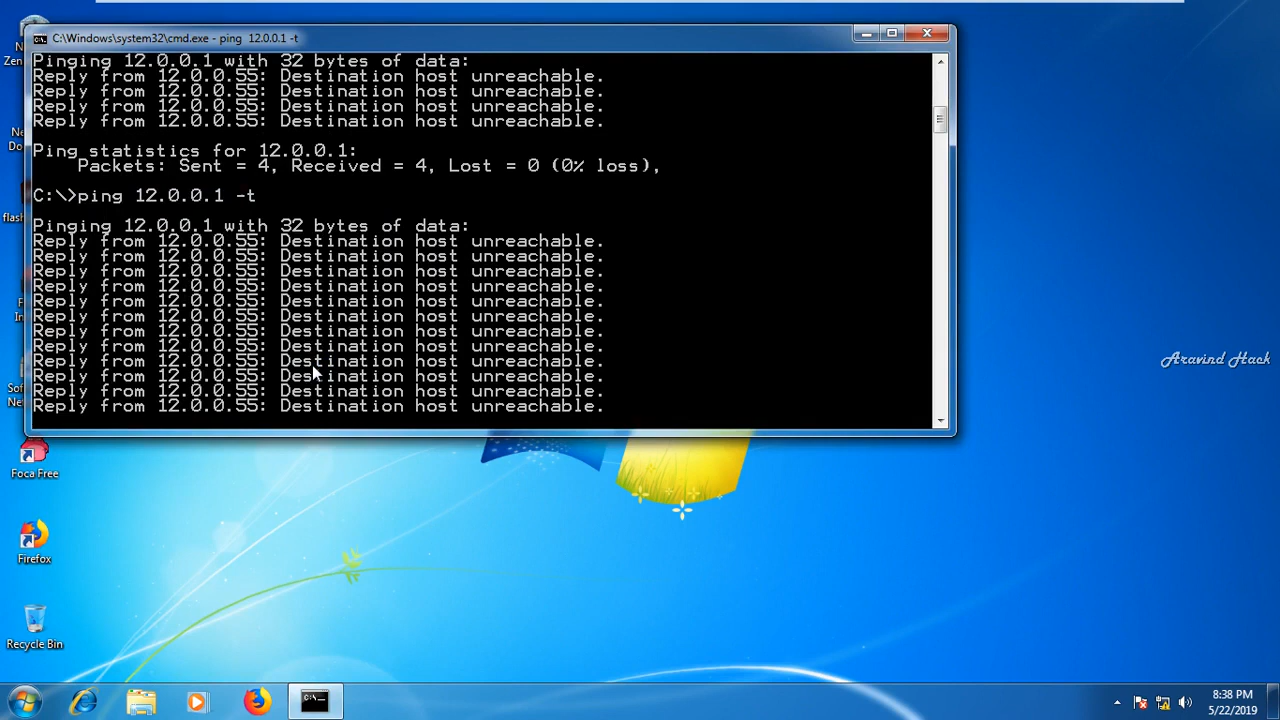 C:\Windows\system32\cmd.exe - ping 12.0.0.1 -t
Pinging 12.0.0.1 with 32 bytes of data:
Reply from 12.0.0.55: Destination host unreachable.
Reply from 12.0.0.55: Destination host unreachable.
Reply from 12.0.0.55: Destination host unreachable.
Reply from 12.0.0.55: Destination host unreachable.
Ping statistics for 12.0.0.1:
Packets: Sent = 4, Received = 4, Lost = 0 (0% loss),
C:\>ping 12.0.0.1 -t
Pinging 12.0.0.1 with 32 bytes of data:
Reply from 12.0.0.55: Destination host unreachable.
Reply from 12.0.0.55: Destination host unreachable.
Reply from 12.0.0.55: Destination host unreachable.
Reply from 12.0.0.55: Destination host unreachable.
Reply from 12.0.0.55: Destination host unreachable.
Reply from 12.0.0.55: Destination host unreachable.
Reply from 12.0.0.55: Destination host unreachable.
Reply from 12.0.0.55: Destination host unreachable.
Reply from 12.0.0.55: Destination host unreachable.
Reply from 12.0.0.55: Destination host unreachable.
Reply from 12.0.0.55: Destination host unreachable.
Reply from 12.0.0.55: Destination host unreachable.
Aravind Hack
flash
Foca Free
Firefox
Recycle Bin
8:38 PM
5/22/2019